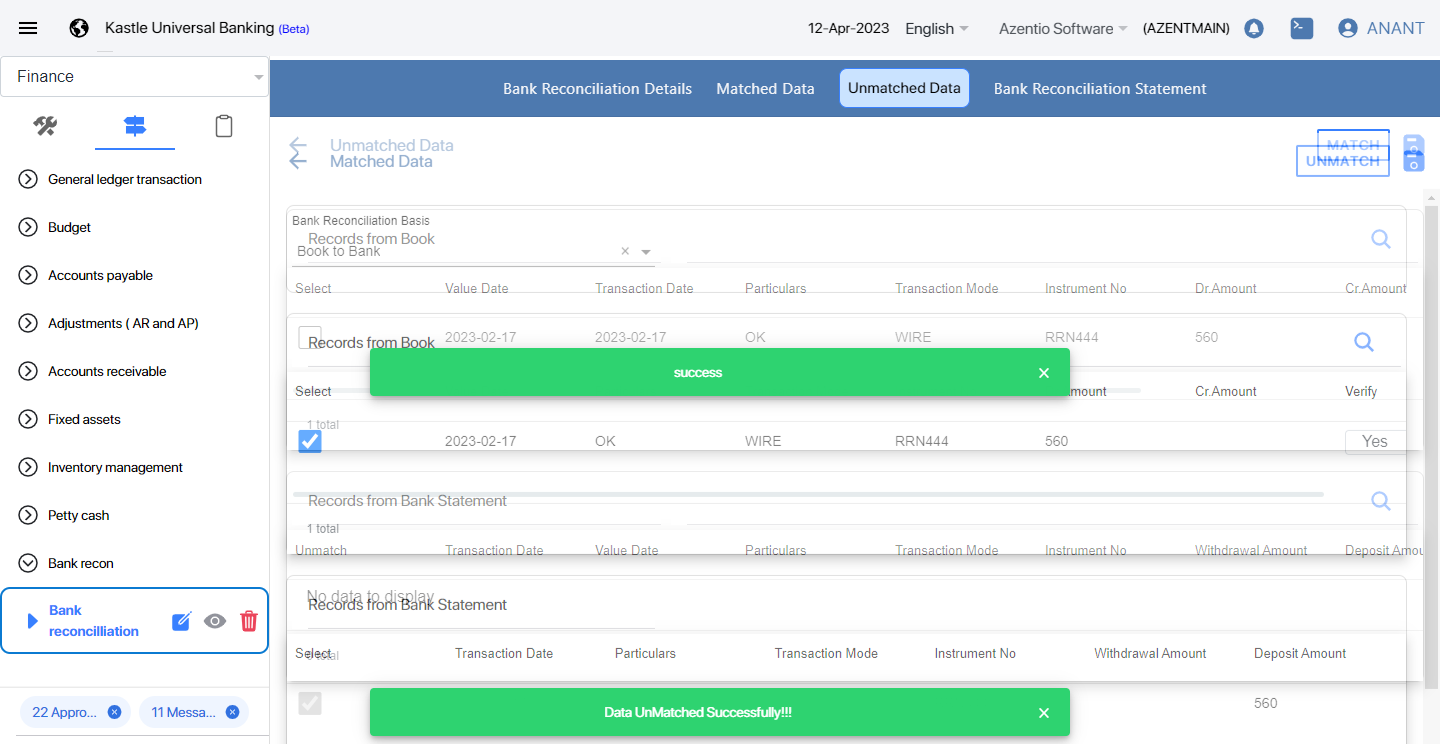 Kastle Universal Banking (Beta)
12-Apr-2023 English Azentio Software (AZENTMAIN) ANANT
Finance
Bank Reconciliation Details Matched Data Unmatched Data Bank Reconciliation Statement
Unmatched Data
Matched Data
MATCH
UNMATCH
General ledger transaction
Budget
Accounts payable
Adjustments ( AR and AP)
Accounts receivable
Fixed assets
Inventory management
Petty cash
Bank recon
Bank
reconcilliation
22 Appro...
11 Messa...
Bank Reconciliation Basis
Records from Book
Book to Bank
Select Value Date Transaction Date Particulars Transaction Mode Instrument No Dr.Amount Cr.Amount
2023-02-17 2023-02-17 OK WIRE RRN444 560
Records from Book
success
Select mount Cr.Amount Verify
1 total
2023-02-17 OK WIRE RRN444 560 Yes
Records from Bank Statement
1 total
Unmatch Transaction Date Value Date Particulars Transaction Mode Instrument No Withdrawal Amount Deposit Amou
No data to display
Records from Bank Statement
Select Transaction Date Particulars Transaction Mode Instrument No Withdrawal Amount Deposit Amount
0 total
560
Data UnMatched Successfully!!!